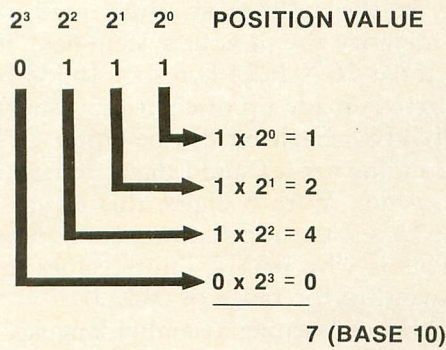 2³ 2² 2¹ 2⁰ POSITION VALUE
0 1 1 1
1 x 2⁰ = 1
1 x 2¹ = 2
1 x 2² = 4
0 x 2³ = 0
7 (BASE 10)